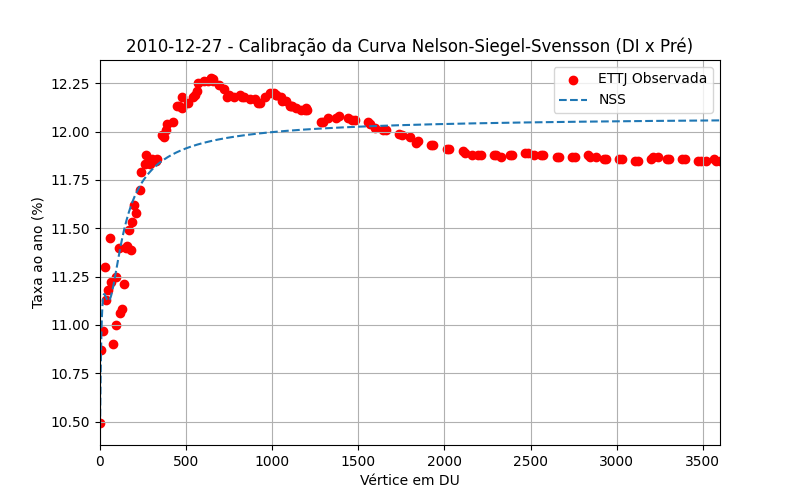 2010-12-27 - Calibração da Curva Nelson-Siegel-Svensson (DI x Pré)
ETTJ Observada
NSS
Taxa ao ano (%)
12.25
12.00
11.75
11.50
11.25
11.00
10.75
10.50
0 500 1000 1500 2000 2500 3000 3500
Vértice em DU